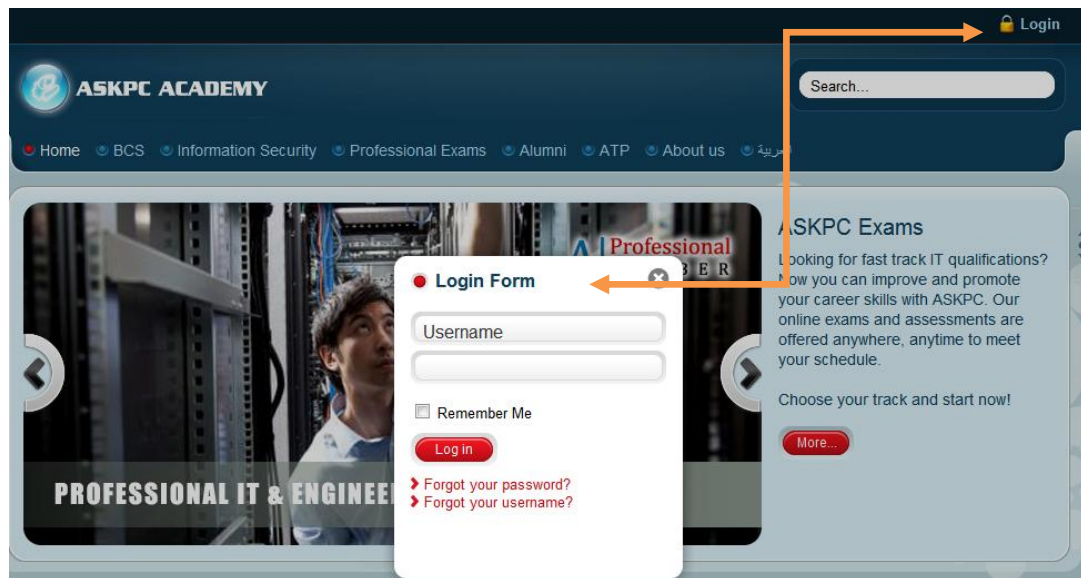 Login
ASKPC ACADEMY
Search...
Home BCS Information Security Professional Exams Alumni ATP About us العربية
Professional
BER
Login Form
Username
Remember Me
Log in
Forgot your password?
Forgot your username?
PROFESSIONAL IT & ENGINEE
ASKPC Exams
Looking for fast track IT qualifications?
Now you can improve and promote
your career skills with ASKPC. Our
online exams and assessments are
offered anywhere, anytime to meet
your schedule.
Choose your track and start now!
More...